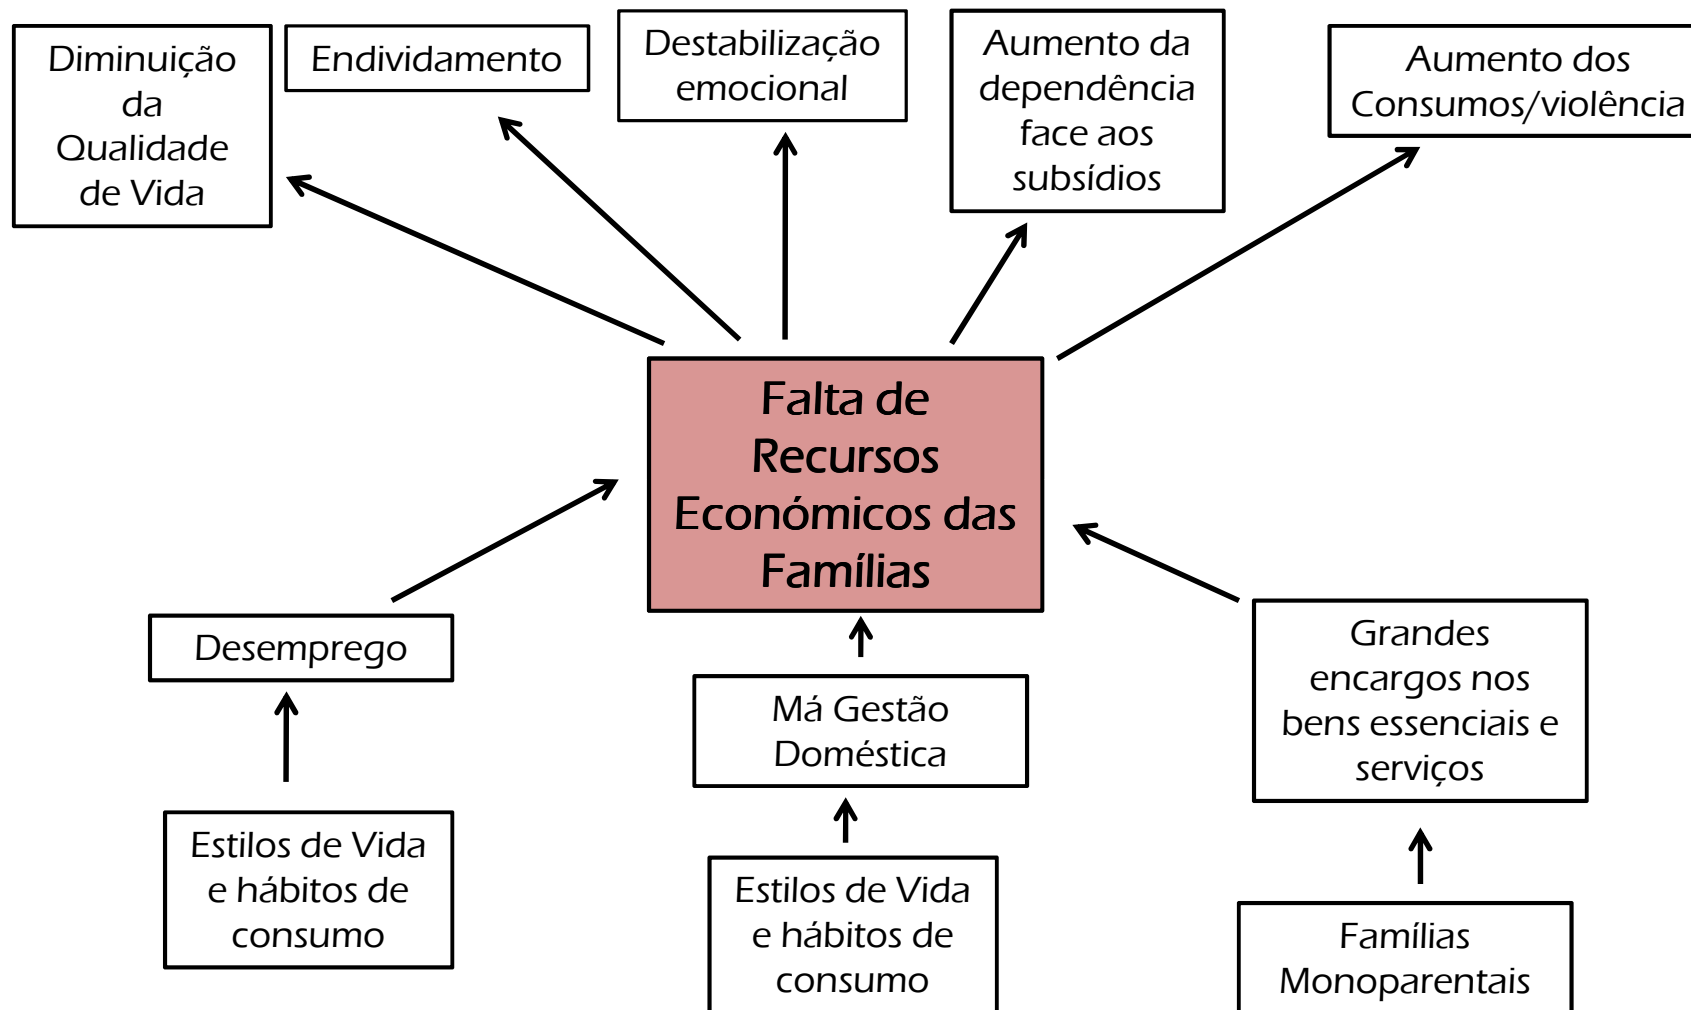 Diminuição
da
Qualidade
de Vida
Endividamento
Destabilização
emocional
Aumento da
dependência
face aos
subsídios
Aumento dos
Consumos/violência
Falta de
Recursos
Económicos das
Famílias
Desemprego
Má Gestão
Doméstica
Grandes
encargos nos
bens essenciais e
serviços
Estilos de Vida
e hábitos de
consumo
Estilos de Vida
e hábitos de
consumo
Famílias
Monoparentais